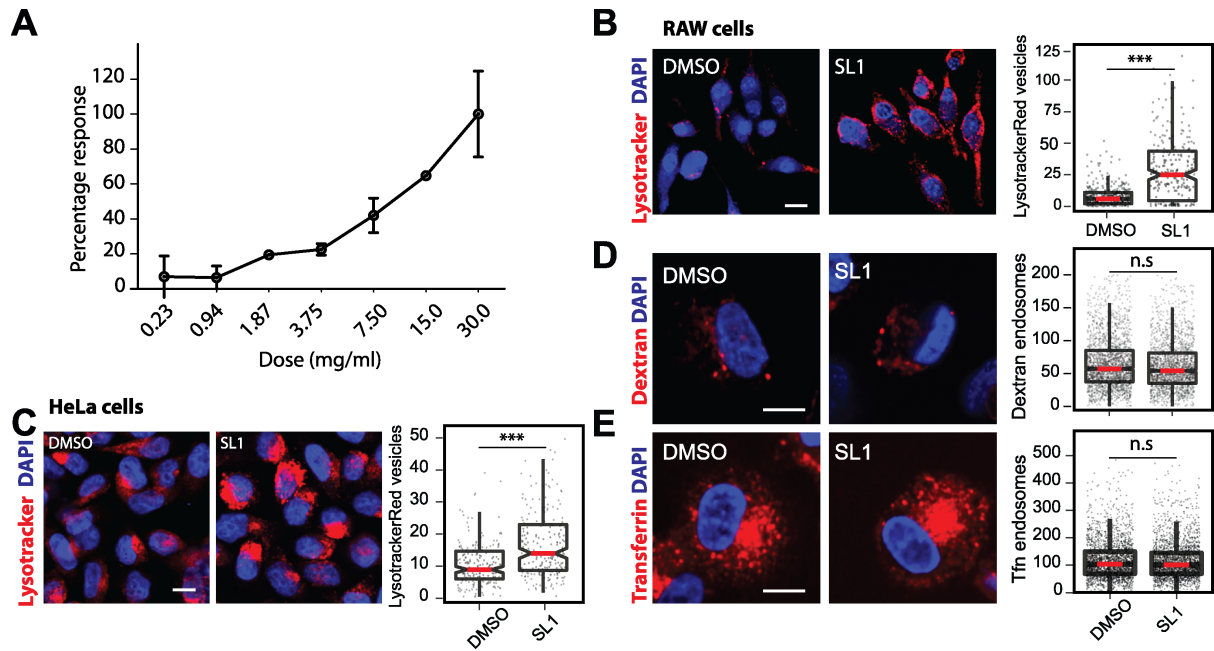 A
Percentage response
120
100
80
60
40
20
0
0.23
0.94
1.87
3.75
7.50
15.0
30.0
Dose (mg/ml)
B
RAW cells
Lysotracker DAPI
DMSO
SL1
LysotrackerRed vesicles
125
100
75
50
25
0
***
DMSO
SL1
C
HeLa cells
Lysotracker DAPI
DMSO
SL1
LysotrackerRed vesicles
50
40
30
20
10
0
***
DMSO
SL1
D
Dextran DAPI
DMSO
SL1
Dextran endosomes
200
150
100
50
0
n.s
E
Transferrin DAPI
DMSO
SL1
Tfn endosomes
500
400
300
200
100
0
n.s
DMSO
SL1